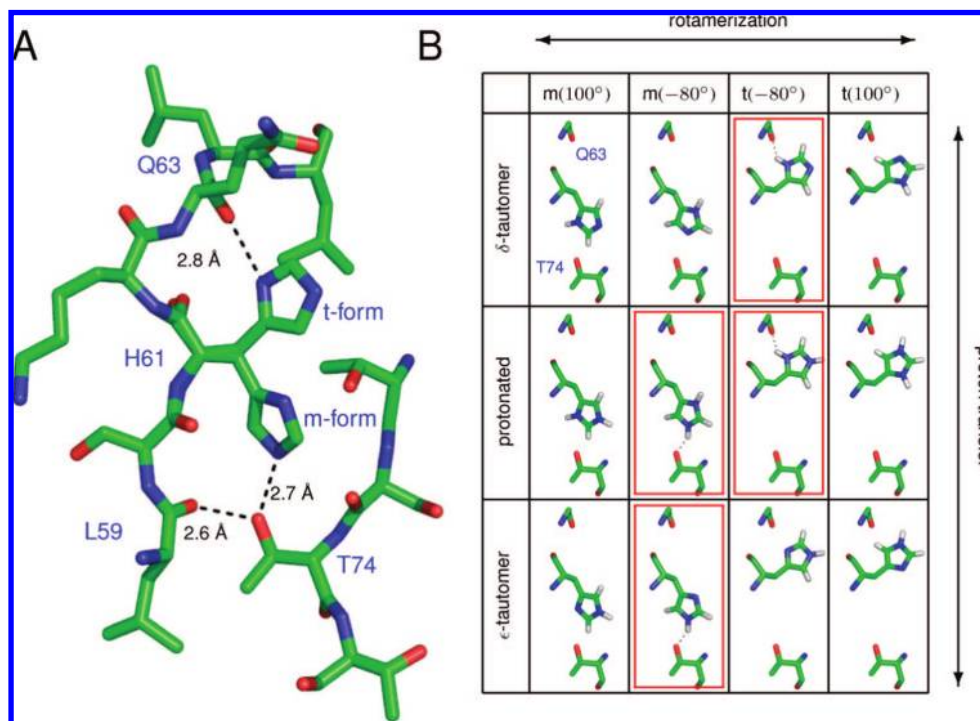 A
Q63
2.8 Å
t-form
H61
m-form
2.7 Å
2.6 Å
L59
T74
B
rotamerization
m(100°) m(−80°) t(−80°) t(100°)
δ-tautomer
Q63
T74
protonated
ϵ-tautomer